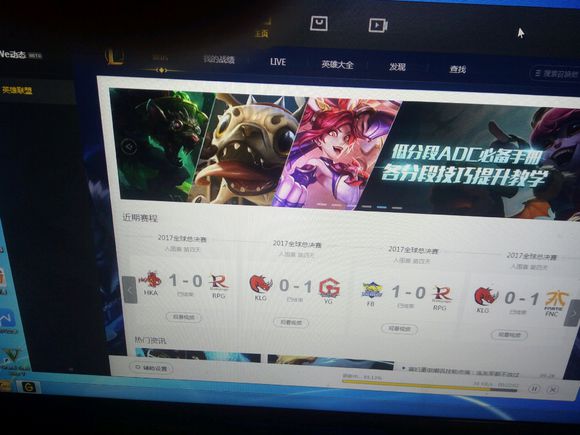 主页
We动态 BETA
英雄联盟
资讯 我的战绩 LIVE 英雄大全 发现 查找
搜索召唤师
低分段ADC必备手册
各分段技巧提升教学
近期赛程
2017全球总决赛 2017全球总决赛 2017全球总决赛 2017全球总决赛
入围赛 第四天 入围赛 第四天 入围赛 第四天 入围赛 第四天
1-0 0-1 1-0 0-1
已结束 已结束 已结束 已结束
HKA RPG KLG YG FB RPG KLG FNC
观看视频 观看视频 观看视频 观看视频
热门资讯
辅助设置